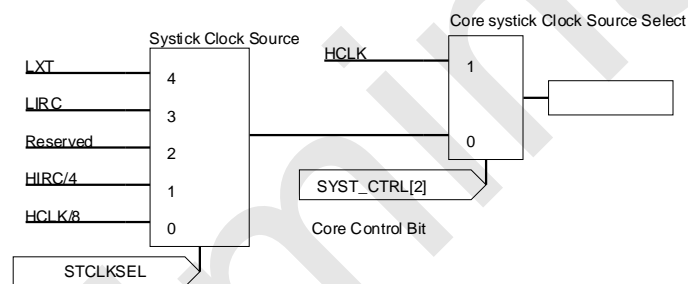 Core systick Clock Source Select
Systick Clock Source
HCLK
1
LXT
4
LIRC
3
Reserved
2
0
HIRC/4
1
SYST_CTRL[2]
HCLK/8
0
Core Control Bit
STCLKSEL